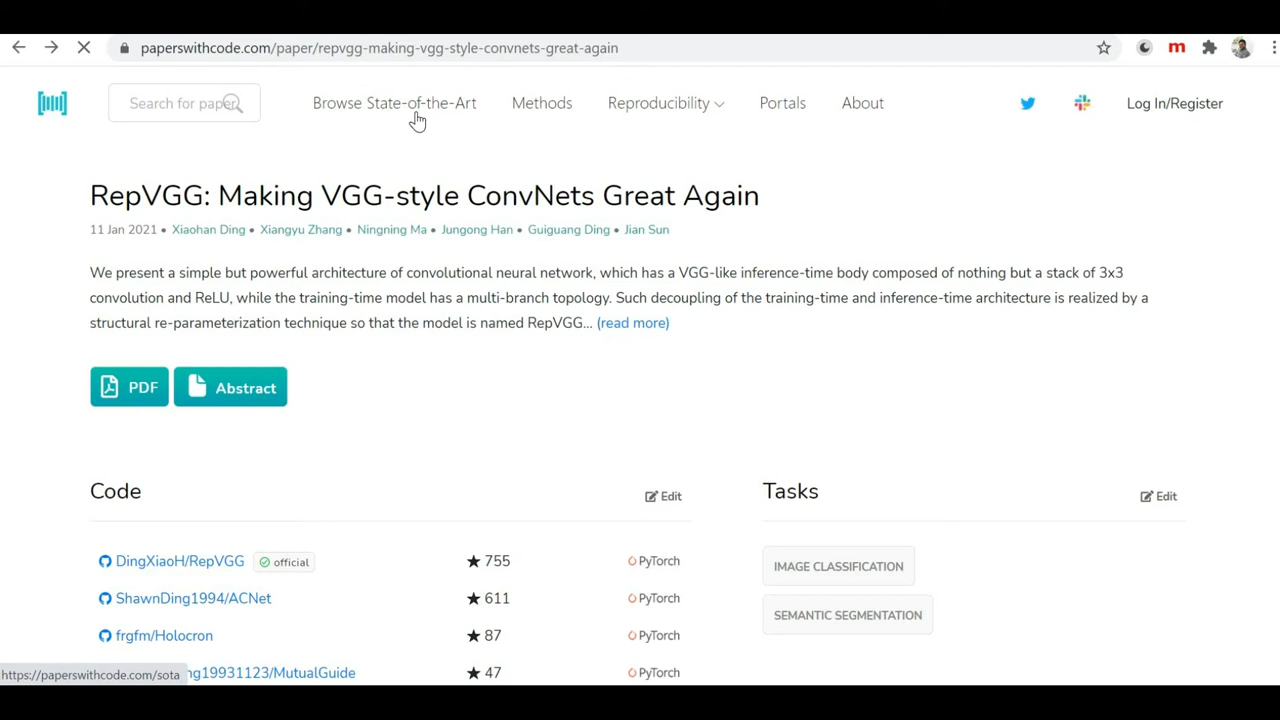 paperswithcode.com/paper/repvgg-making-vgg-style-convnets-great-again
m
Search for paper
Browse State-of-the-Art Methods Reproducibility Portals About Log In/Register
RepVGG: Making VGG-style ConvNets Great Again
11 Jan 2021 • Xiaohan Ding • Xiangyu Zhang • Ningning Ma • Jungong Han • Guiguang Ding • Jian Sun
We present a simple but powerful architecture of convolutional neural network, which has a VGG-like inference-time body composed of nothing but a stack of 3x3
convolution and ReLU, while the training-time model has a multi-branch topology. Such decoupling of the training-time and inference-time architecture is realized by a
structural re-parameterization technique so that the model is named RepVGG... (read more)
PDF Abstract
Code Edit
Tasks Edit
DingXiaoH/RepVGG official ★ 755 PyTorch
IMAGE CLASSIFICATION
ShawnDing1994/ACNet ★ 611 PyTorch
SEMANTIC SEGMENTATION
frgfm/Holocron ★ 87 PyTorch
ng19931123/MutualGuide ★ 47 PyTorch
https://paperswithcode.com/sota